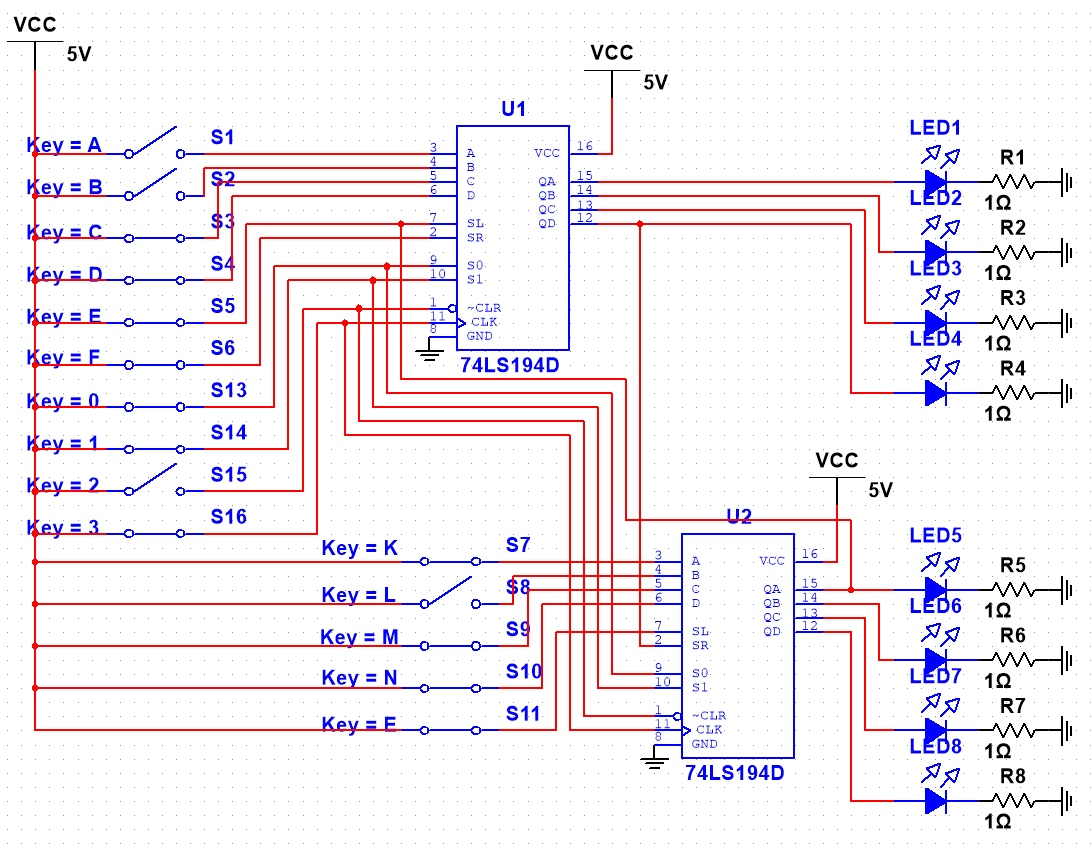 VCC
5V
VCC
5V
Key = A
S1
Key = B
S2
Key = C
S3
Key = D
S4
Key = E
S5
Key = F
S6
Key = 0
S13
Key = 1
S14
Key = 2
S15
Key = 3
S16
U1
3 A VCC 16
4 B
5 C QA 15
6 D QB 14
QC 13
7 SL QD 12
2 SR
9 S0
10 S1
1 ~CLR
11 CLK
8 GND
74LS194D
LED1
R1
1Ω
LED2
R2
1Ω
LED3
R3
1Ω
LED4
R4
1Ω
VCC
5V
Key = K
S7
Key = L
S8
Key = M
S9
Key = N
S10
Key = E
S11
U2
3 A VCC 16
4 B
5 C QA 15
6 D QB 14
QC 13
7 SL QD 12
2 SR
9 S0
10 S1
1 ~CLR
11 CLK
8 GND
74LS194D
LED5
R5
1Ω
LED6
R6
1Ω
LED7
R7
1Ω
LED8
R8
1Ω